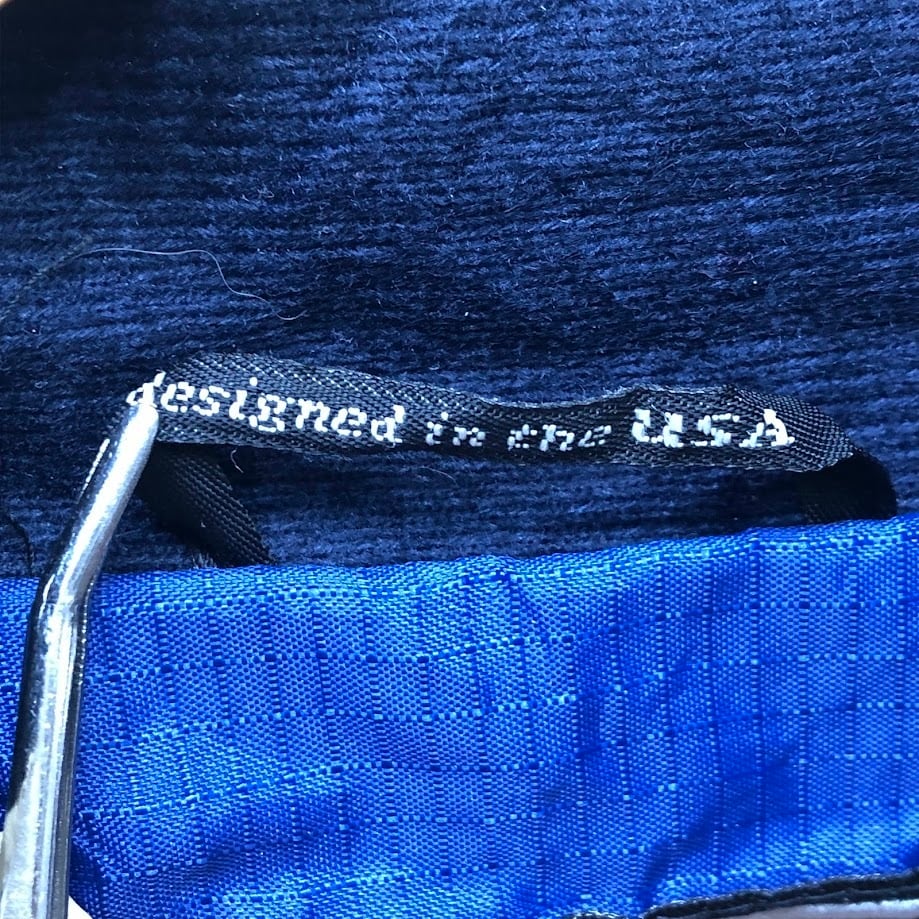 designed in the USA